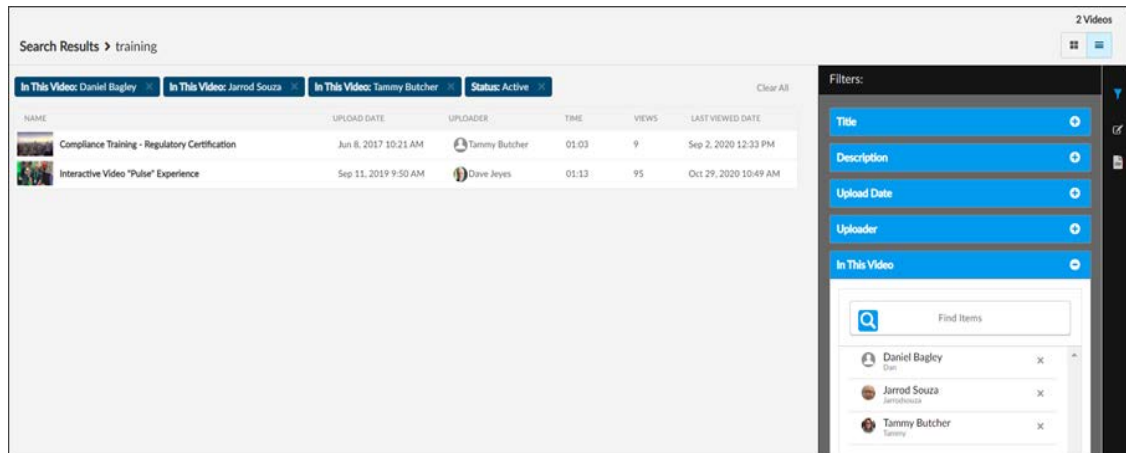 2 Videos
Search Results > training
In This Video: Daniel Bagley × In This Video: Jarrod Souza × In This Video: Tammy Butcher × Status: Active × Clear All
NAME UPLOAD DATE UPLOADER TIME VIEWS LAST VIEWED DATE
Compliance Training - Regulatory Certification Jun 8, 2017 10:21 AM Tammy Butcher 01:03 9 Sep 2, 2020 12:33 PM
Interactive Video "Pulse" Experience Sep 11, 2019 9:50 AM Dave Jeyes 01:13 95 Oct 29, 2020 10:49 AM
Filters:
Title
Description
Upload Date
Uploader
In This Video
Find Items
Daniel Bagley
Dan
Jarrod Souza
Jarrodsouza
Tammy Butcher
Tammy